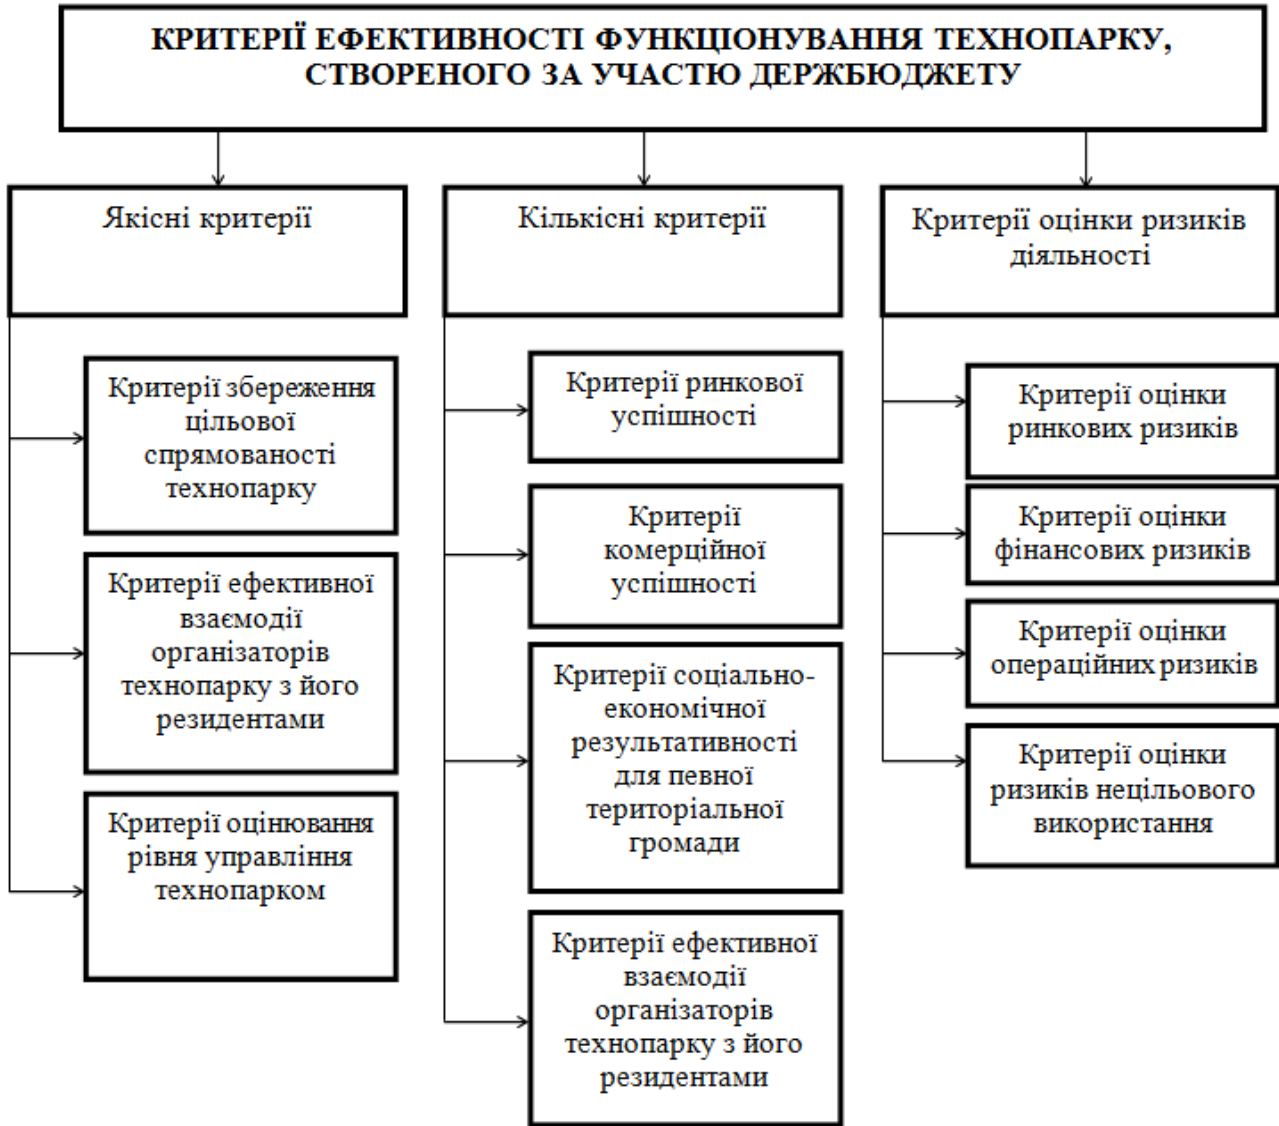 КРИТЕРІЇ ЕФЕКТИВНОСТІ ФУНКЦІОНУВАННЯ ТЕХНОПАРКУ,
СТВОРЕНОГО ЗА УЧАСТЮ ДЕРЖБЮДЖЕТУ
Якісні критерії
Критерії збереження
цільової
спрямованості
технопарку
Критерії ефективної
взаємодії
організаторів
технопарку з його
резидентами
Критерії оцінювання
рівня управління
технопарком
Кількісні критерії
Критерії ринкової
успішності
Критерії
комерційної
успішності
Критерії соціально-
економічної
результативності
для певної
територіальної
громади
Критерії ефективної
взаємодії
організаторів
технопарку з його
резидентами
Критерії оцінки ризиків
діяльності
Критерії оцінки
ринкових ризиків
Критерії оцінки
фінансових ризиків
Критерії оцінки
операційних ризиків
Критерії оцінки
ризиків нецільового
використання